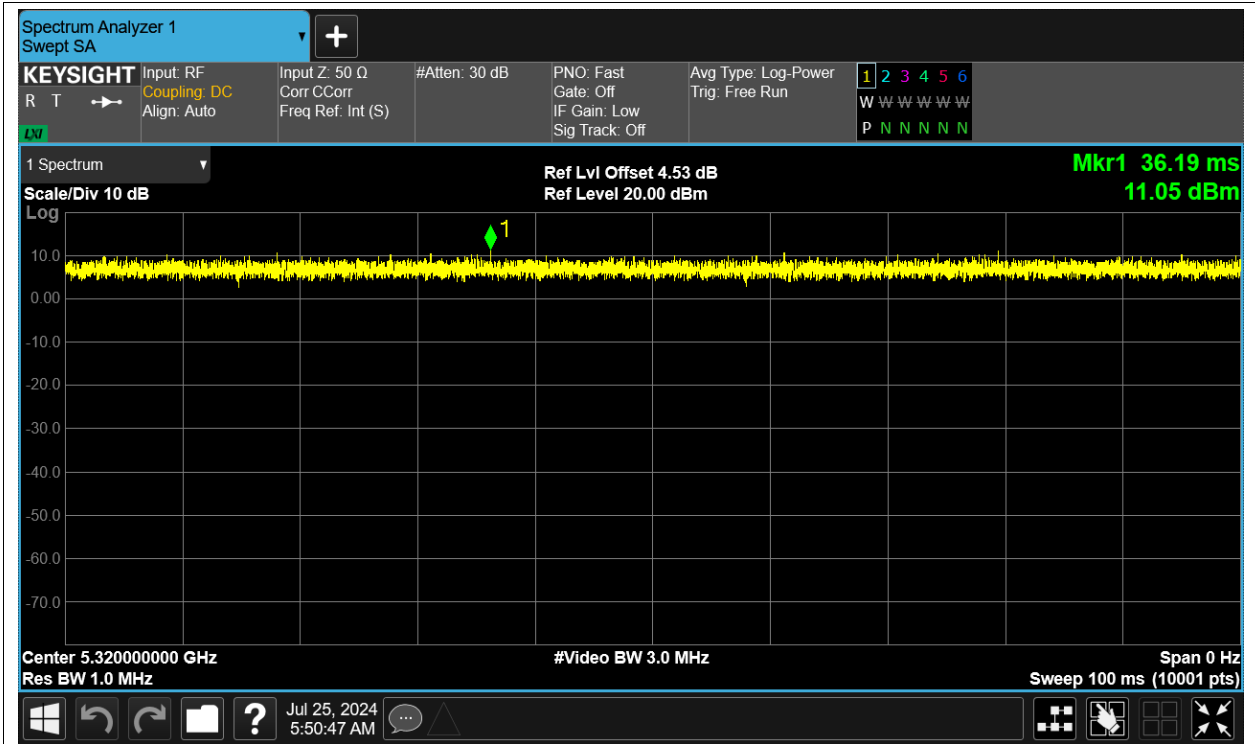 Spectrum Analyzer 1
Swept SA
+
KEYSIGHT
R T
LXI
Input: RF
Coupling: DC
Align: Auto
Input Z: 50 Ω
Corr CCorr
Freq Ref: Int (S)
#Atten: 30 dB
PNO: Fast
Gate: Off
IF Gain: Low
Sig Track: Off
Avg Type: Log-Power
Trig: Free Run
1 2 3 4 5 6
W W W W W W
P N N N N N
1 Spectrum
Scale/Div 10 dB
Log
Ref Lvl Offset 4.53 dB
Ref Level 20.00 dBm
Mkr1 36.19 ms
11.05 dBm
1
10.0
0.00
-10.0
-20.0
-30.0
-40.0
-50.0
-60.0
-70.0
Center 5.320000000 GHz
Res BW 1.0 MHz
#Video BW 3.0 MHz
Span 0 Hz
Sweep 100 ms (10001 pts)
?
Jul 25, 2024
5:50:47 AM